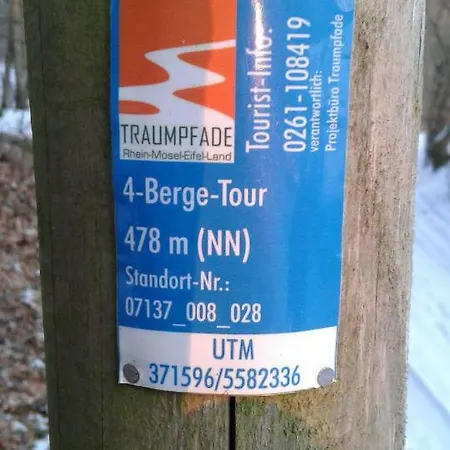 TRAUMPFADE
Rhein-Mosel-Eifel-Land
Tourist-Info:
0261-108419
verantwortlich:
Projektbüro Traumpfade
4-Berge-Tour
478 m (NN)
Standort-Nr.:
07137_008_028
UTM
371596/5582336